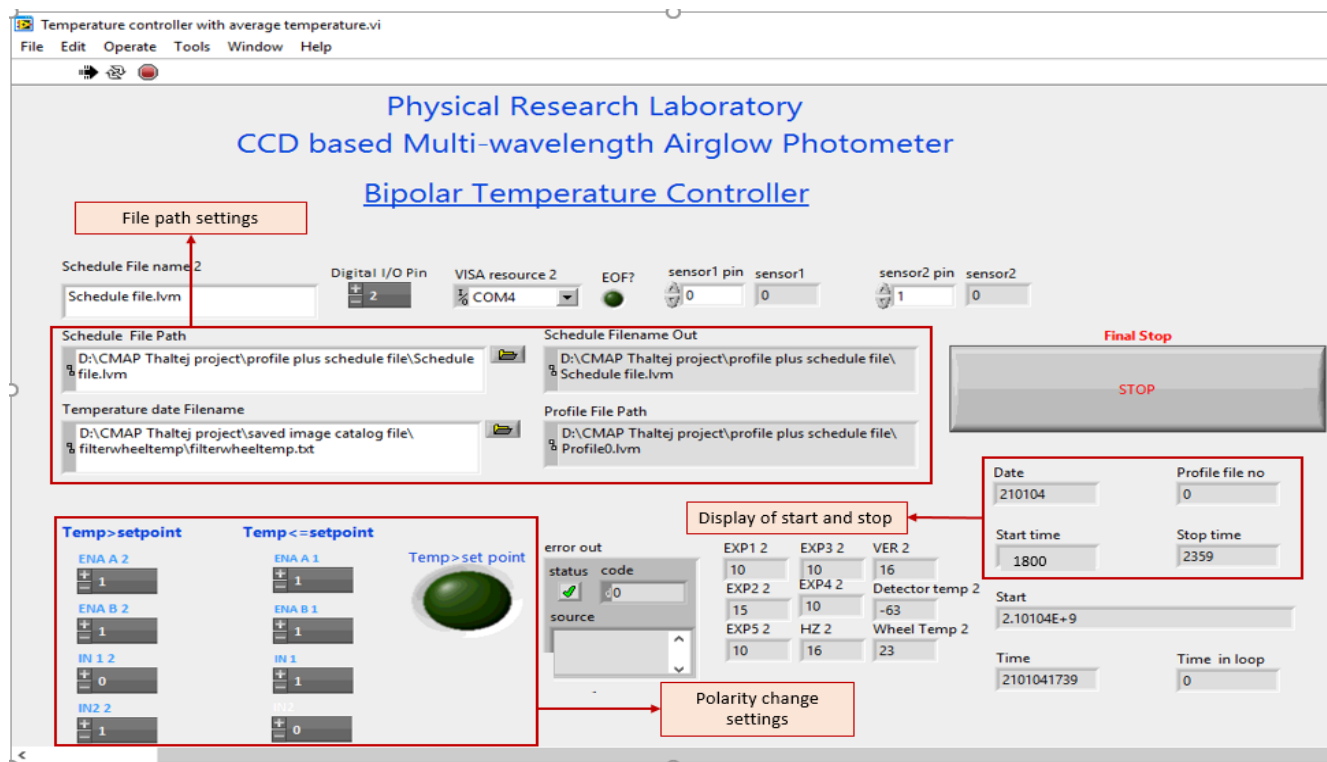 Temperature controller with average temperature.vi
File Edit Operate Tools Window Help
Physical Research Laboratory
CCD based Multi-wavelength Airglow Photometer
Bipolar Temperature Controller
File path settings
Schedule File name 2
Schedule file.lvm
Digital I/O Pin
2
VISA resource 2
COM4
EOF?
sensor1 pin
0
sensor1
0
sensor2 pin
1
sensor2
0
Schedule File Path
D:\CMAP Thaltej project\profile plus schedule file\Schedule
file.lvm
Schedule Filename Out
D:\CMAP Thaltej project\profile plus schedule file\
Schedule file.lvm
Temperature date Filename
D:\CMAP Thaltej project\saved image catalog file\
filterwheeltemp\filterwheeltemp.txt
Profile File Path
D:\CMAP Thaltej project\profile plus schedule file\
Profile0.lvm
Final Stop
STOP
Date
210104
Profile file no
0
Start time
1800
Stop time
2359
Display of start and stop
Start
2.10104E+9
Time
2101041739
Time in loop
0
Temp>setpoint
ENA A 2
1
ENA B 2
1
IN 1 2
0
IN2 2
1
Temp<=setpoint
ENA A 1
1
ENA B 1
1
IN 1
1
IN2
0
Temp>set point
error out
status code
0
source
EXP1 2
10
EXP3 2
10
VER 2
16
EXP2 2
15
EXP4 2
10
Detector temp 2
-63
EXP5 2
10
HZ 2
16
Wheel Temp 2
23
Polarity change
settings